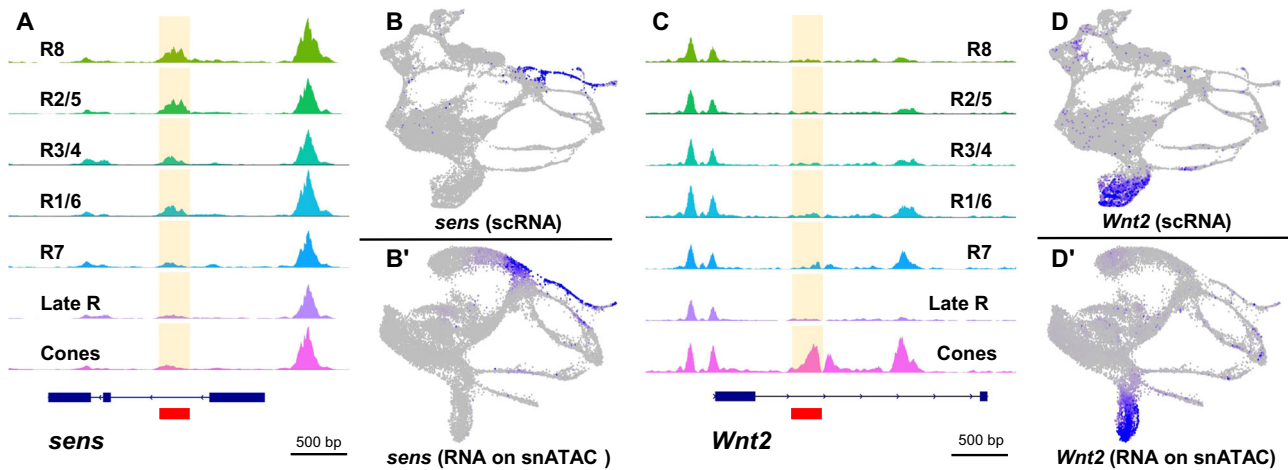 A
R8
R2/5
R3/4
R1/6
R7
Late R
Cones
sens
500 bp
B
sens (scRNA)
B'
sens (RNA on snATAC )
C
R8
R2/5
R3/4
R1/6
R7
Late R
Cones
Wnt2
500 bp
D
Wnt2 (scRNA)
D'
Wnt2 (RNA on snATAC)